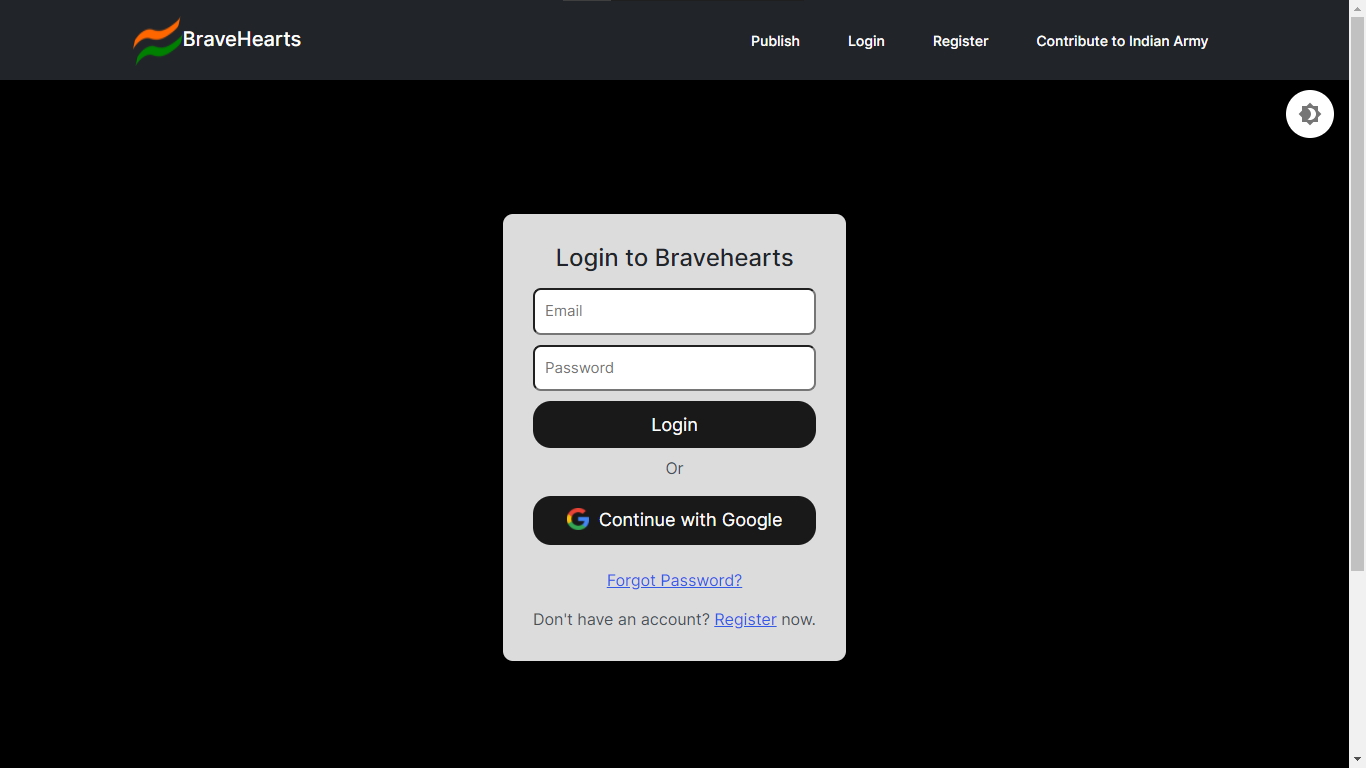 BraveHearts
Publish
Login
Register
Contribute to Indian Army
Login to Bravehearts
Email
Password
Login
Or
Continue with Google
Forgot Password?
Don't have an account? Register now.